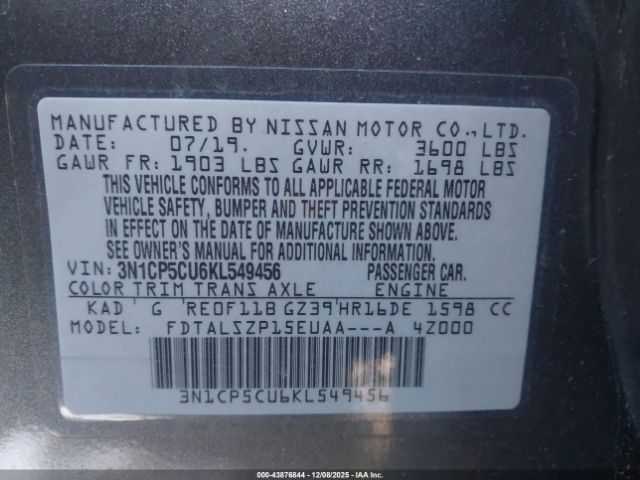 MANUFACTURED BY NISSAN MOTOR CO.,LTD.
DATE: 07/19. GVWR: 3600 LBS
GAWR FR: 1903 LBS GAWR RR: 1698 LBS
THIS VEHICLE CONFORMS TO ALL APPLICABLE FEDERAL MOTOR
VEHICLE SAFETY, BUMPER AND THEFT PREVENTION STANDARDS
IN EFFECT ON THE DATE OF MANUFACTURE SHOWN ABOVE.
SEE OWNER'S MANUAL FOR ADDITIONAL INFORMATION.
VIN: 3N1CP5CU6KL549456 PASSENGER CAR.
COLOR TRIM TRANS AXLE ENGINE
KAD G RE0F11B GZ39 HR16DE 1598 CC
MODEL: FDTALSZP15EUAA---A 4Z000
3N1CP5CU6KL549456
000-43876844 | 12/08/2025 | IAA Inc.